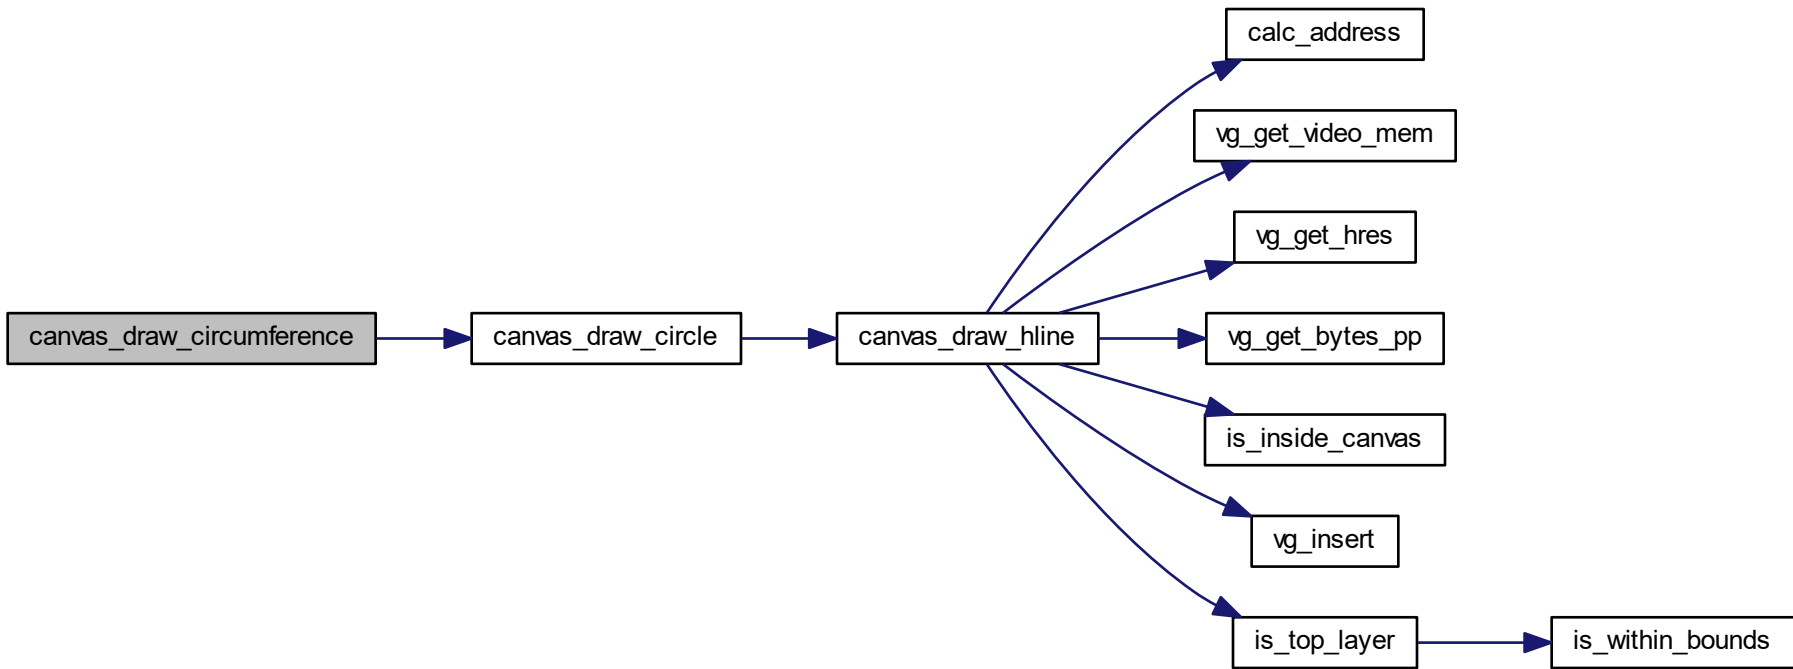 calc_address
vg_get_video_mem
vg_get_hres
canvas_draw_circumference
canvas_draw_circle
canvas_draw_hline
vg_get_bytes_pp
is_inside_canvas
vg_insert
is_top_layer
is_within_bounds